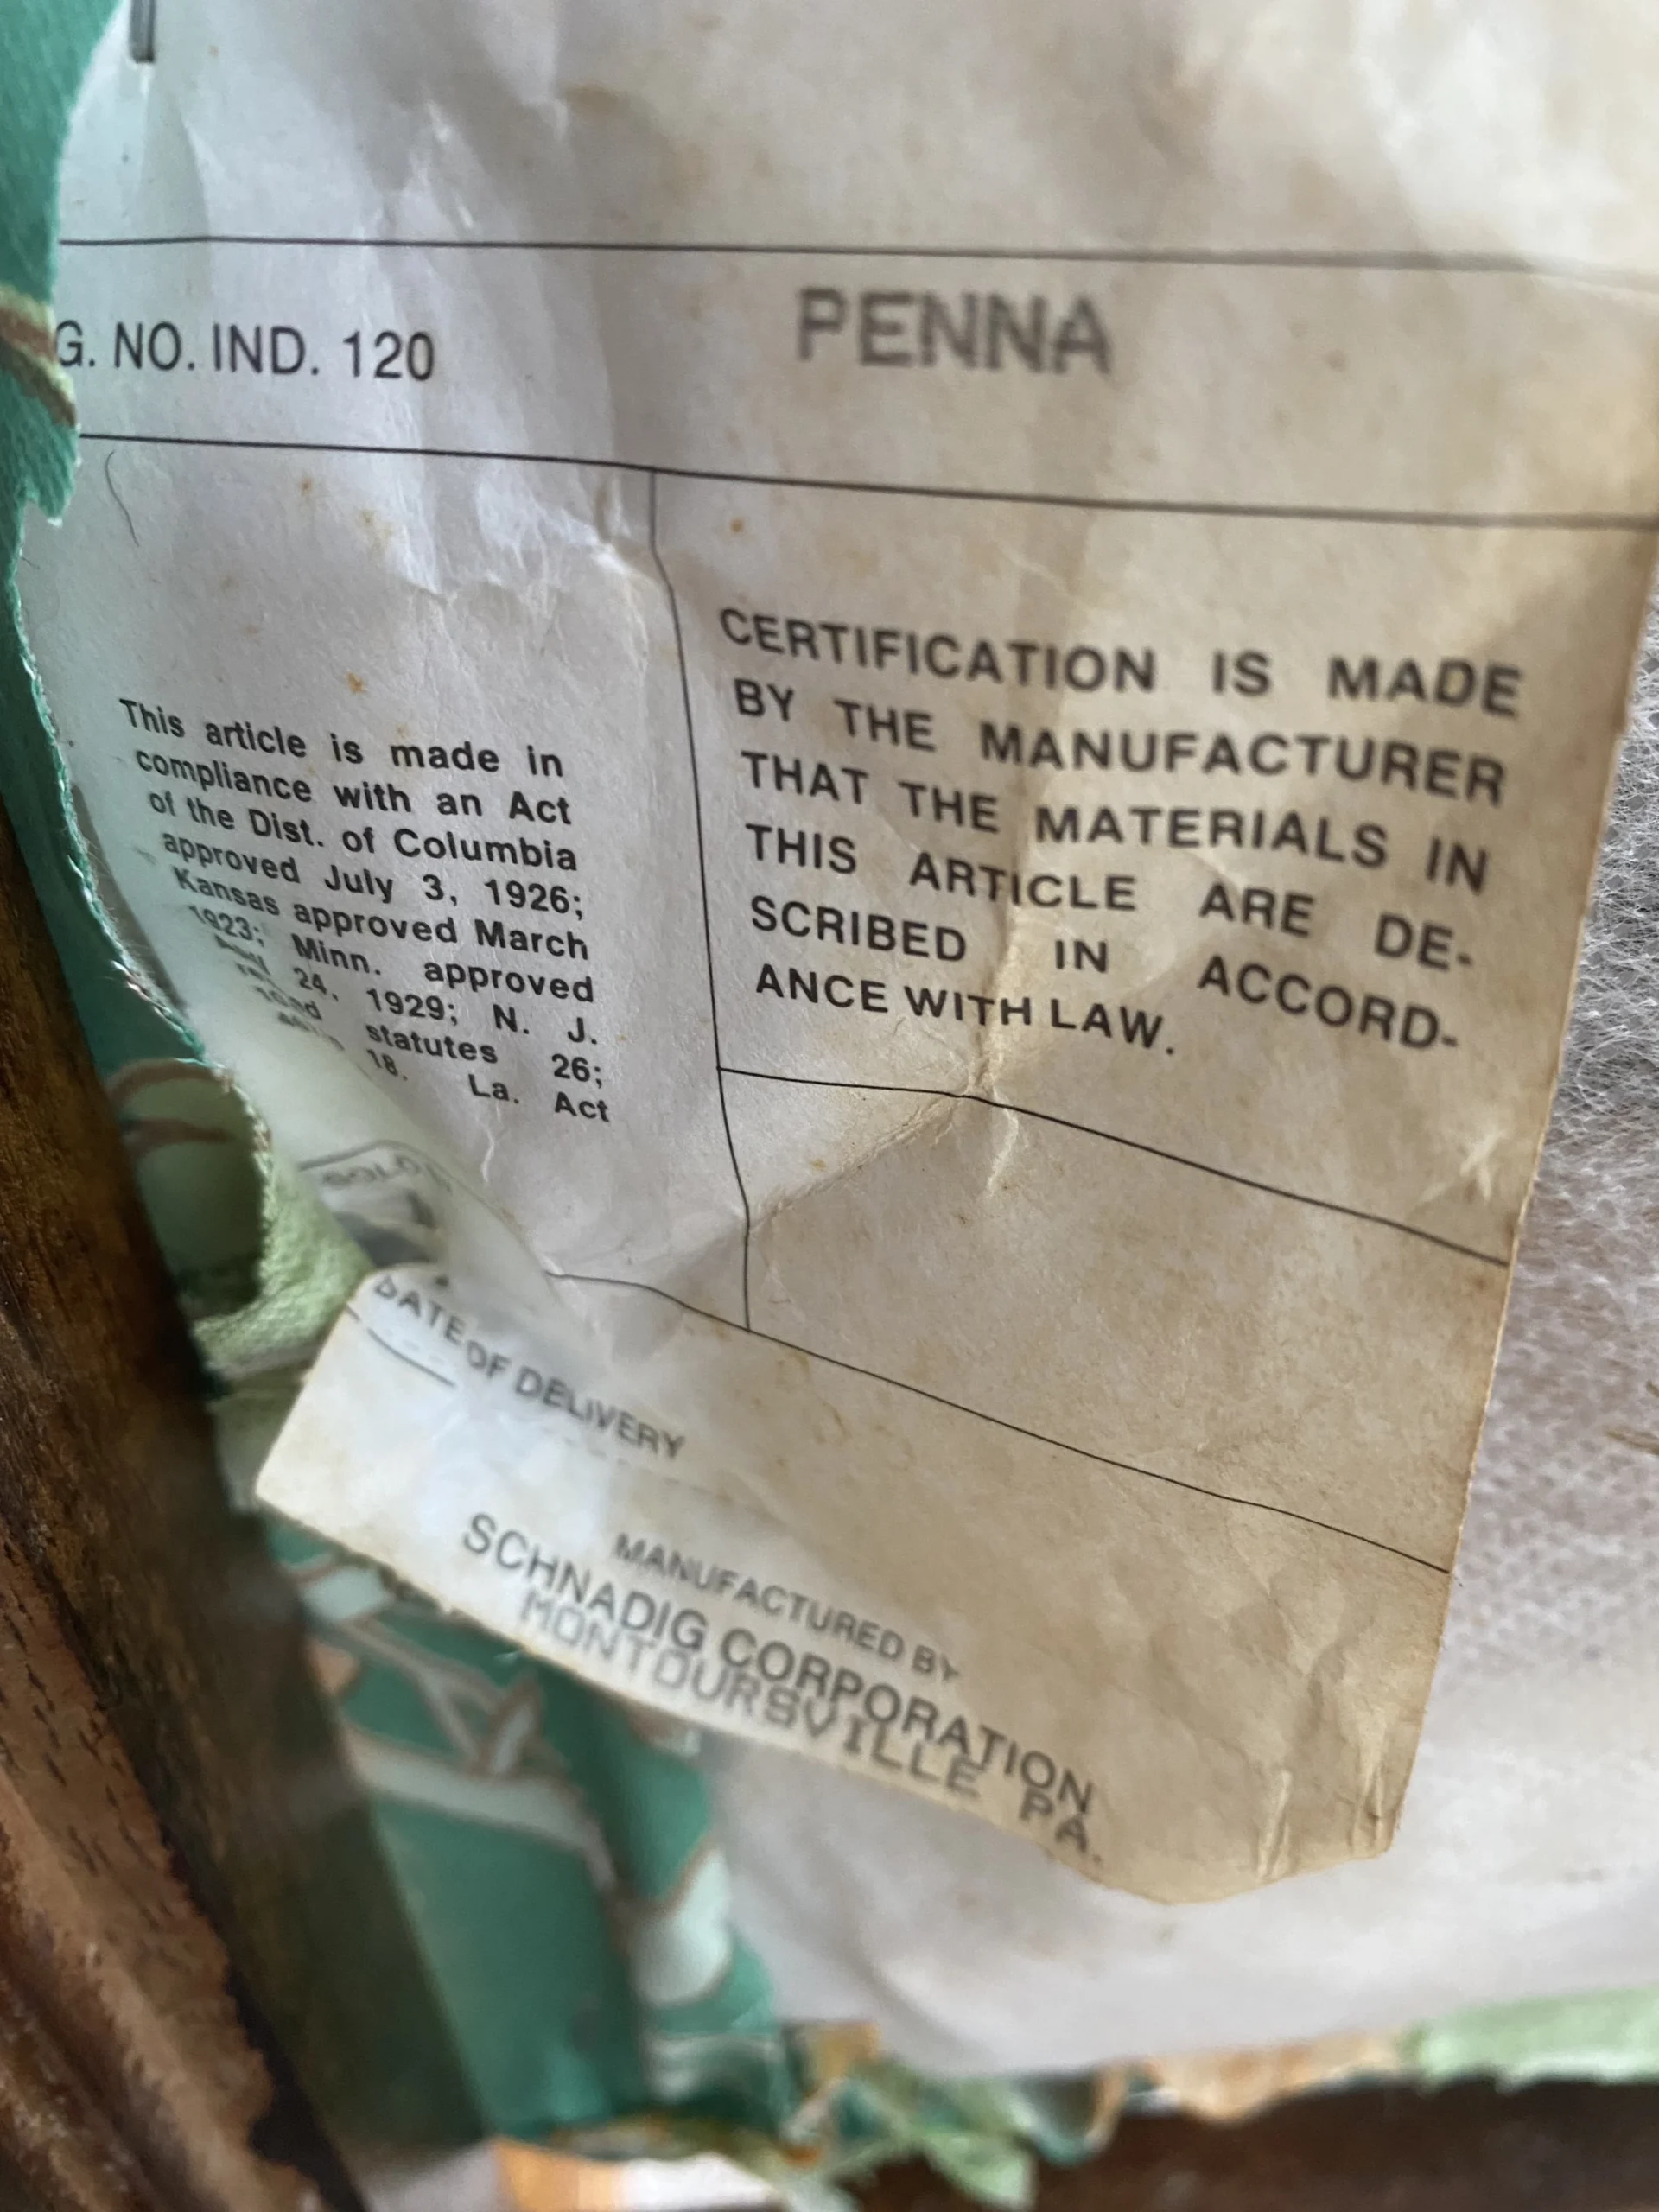 G. NO. IND. 120
PENNA
This article is made in
compliance with an Act
of the Dist. of Columbia
approved July 3, 1926;
Kansas approved March
1923; Minn. approved
24, 1929; N. J.
statutes 26;
18. La. Act
CERTIFICATION IS MADE
BY THE MANUFACTURER
THAT THE MATERIALS IN
THIS ARTICLE ARE DE-
SCRIBED IN ACCORD-
ANCE WITH LAW.
DATE OF DELIVERY
MANUFACTURED BY
SCHNADIG CORPORATION
MONTOURSVILLE PA.